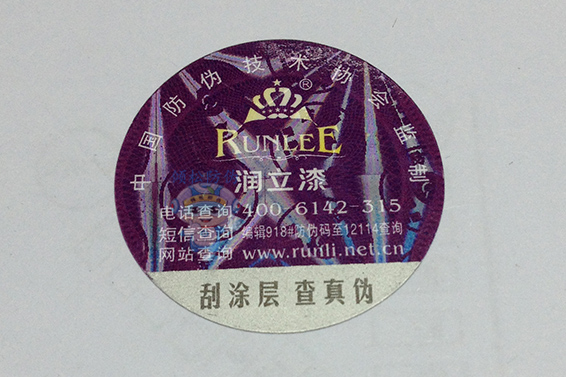 中国防伪技术协会监制
®
RUNLEE
润立漆
电话查询:400-6142-315
短信查询:编辑918#防伪码至12114查询
网站查询:www.runli.net.cn
刮涂层 查真伪